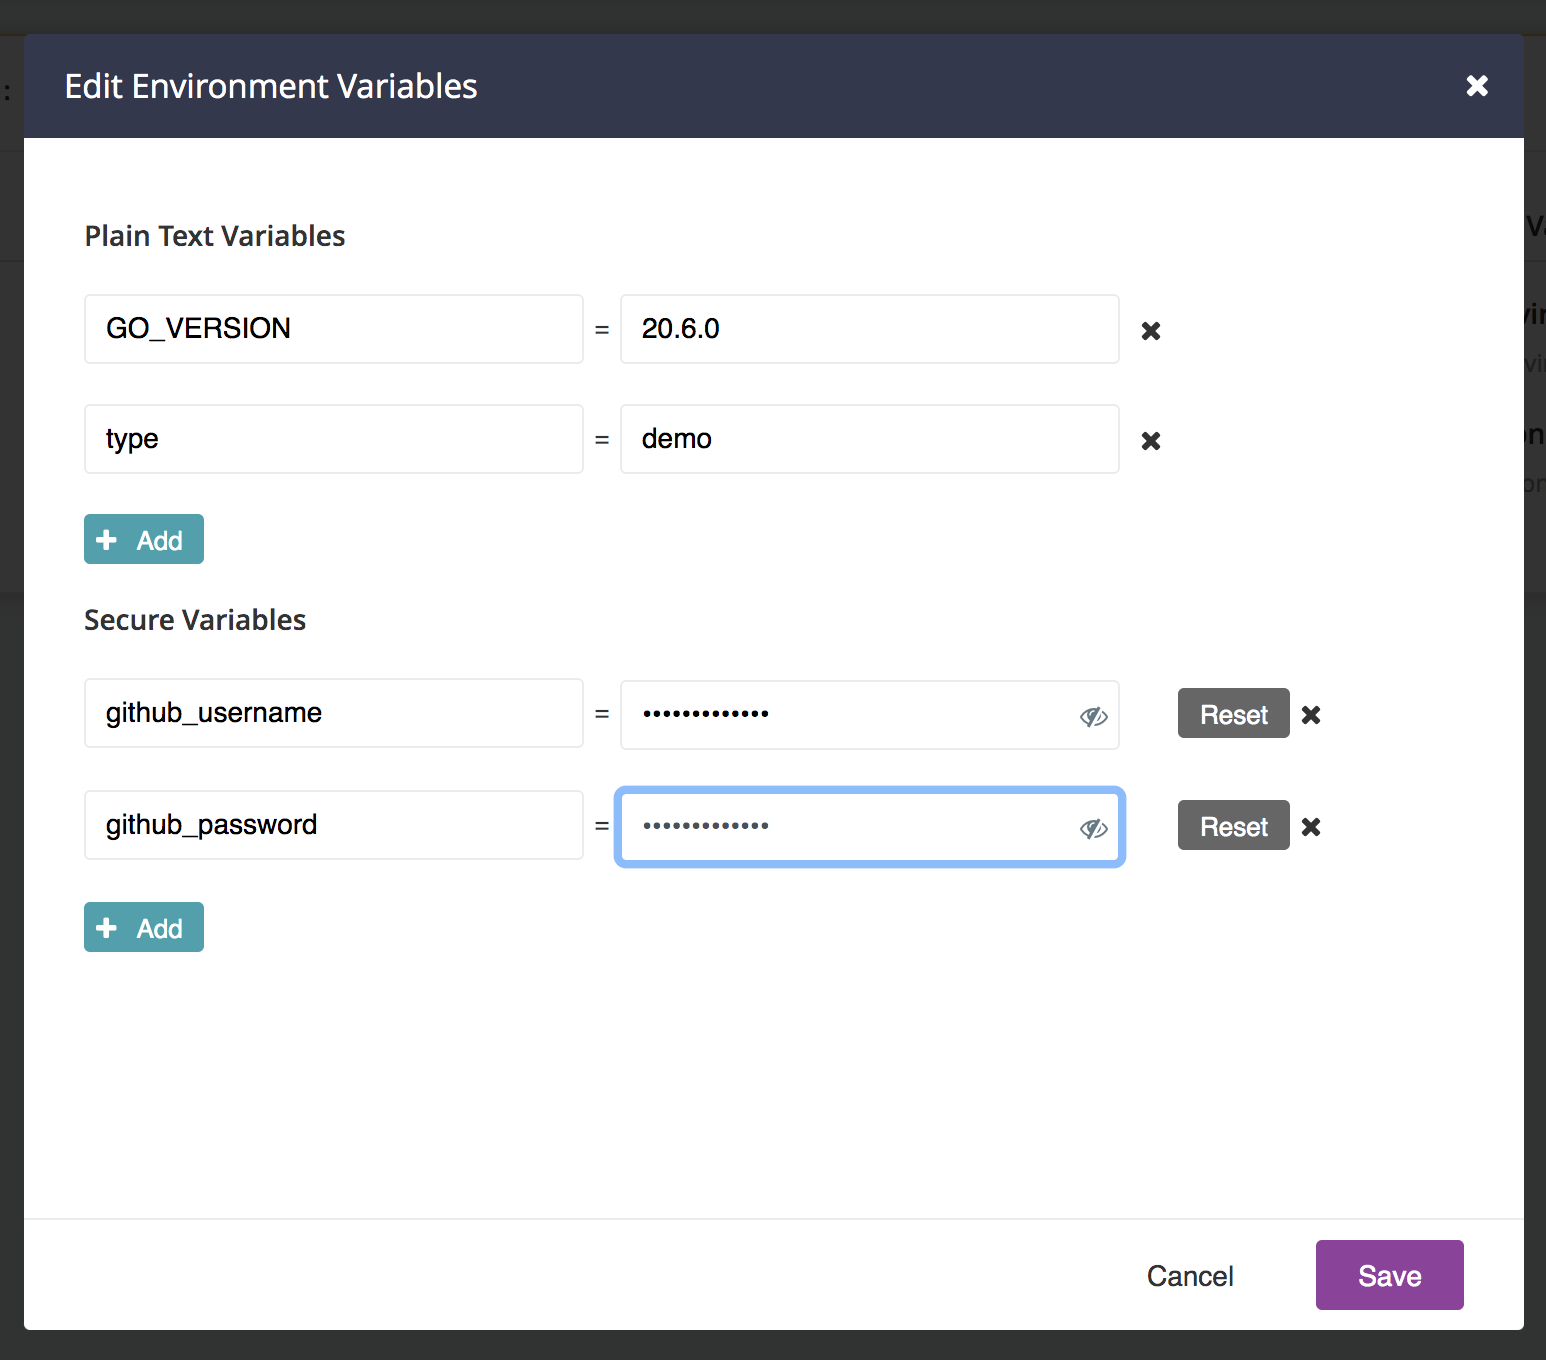 Edit Environment Variables
Plain Text Variables
GO_VERSION = 20.6.0
type = demo
Add
Secure Variables
github_username = ••••••••••••• Reset
github_password = ••••••••••••• Reset
Add
Cancel Save